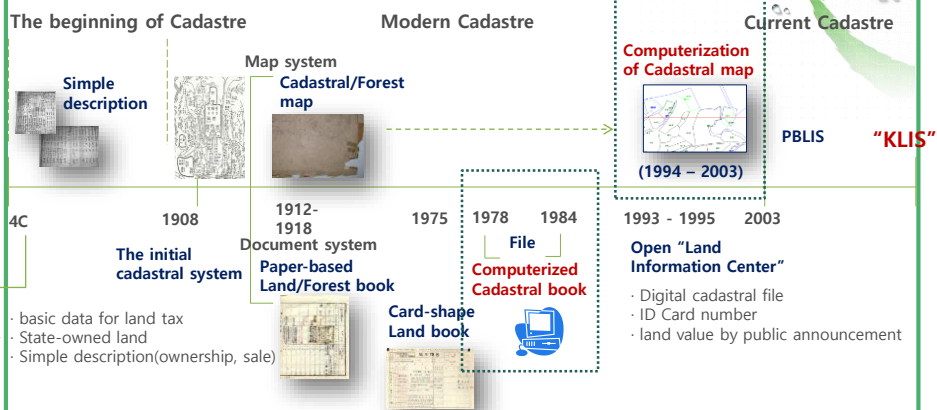 The beginning of Cadastre
Modern Cadastre
Current Cadastre
Simple
description
Map system
Cadastral/Forest
map
Computerization
of Cadastral map
(1994 – 2003)
PBLIS
“KLIS”
4C
1908
1912-
1918
1975
1978
1984
1993 - 1995
2003
The initial
cadastral system
Document system
Paper-based
Land/Forest book
Card-shape
Land book
File
Computerized
Cadastral book
Open “Land
Information Center”
· Digital cadastral file
· ID Card number
· land value by public announcement
· basic data for land tax
· State-owned land
· Simple description(ownership, sale)